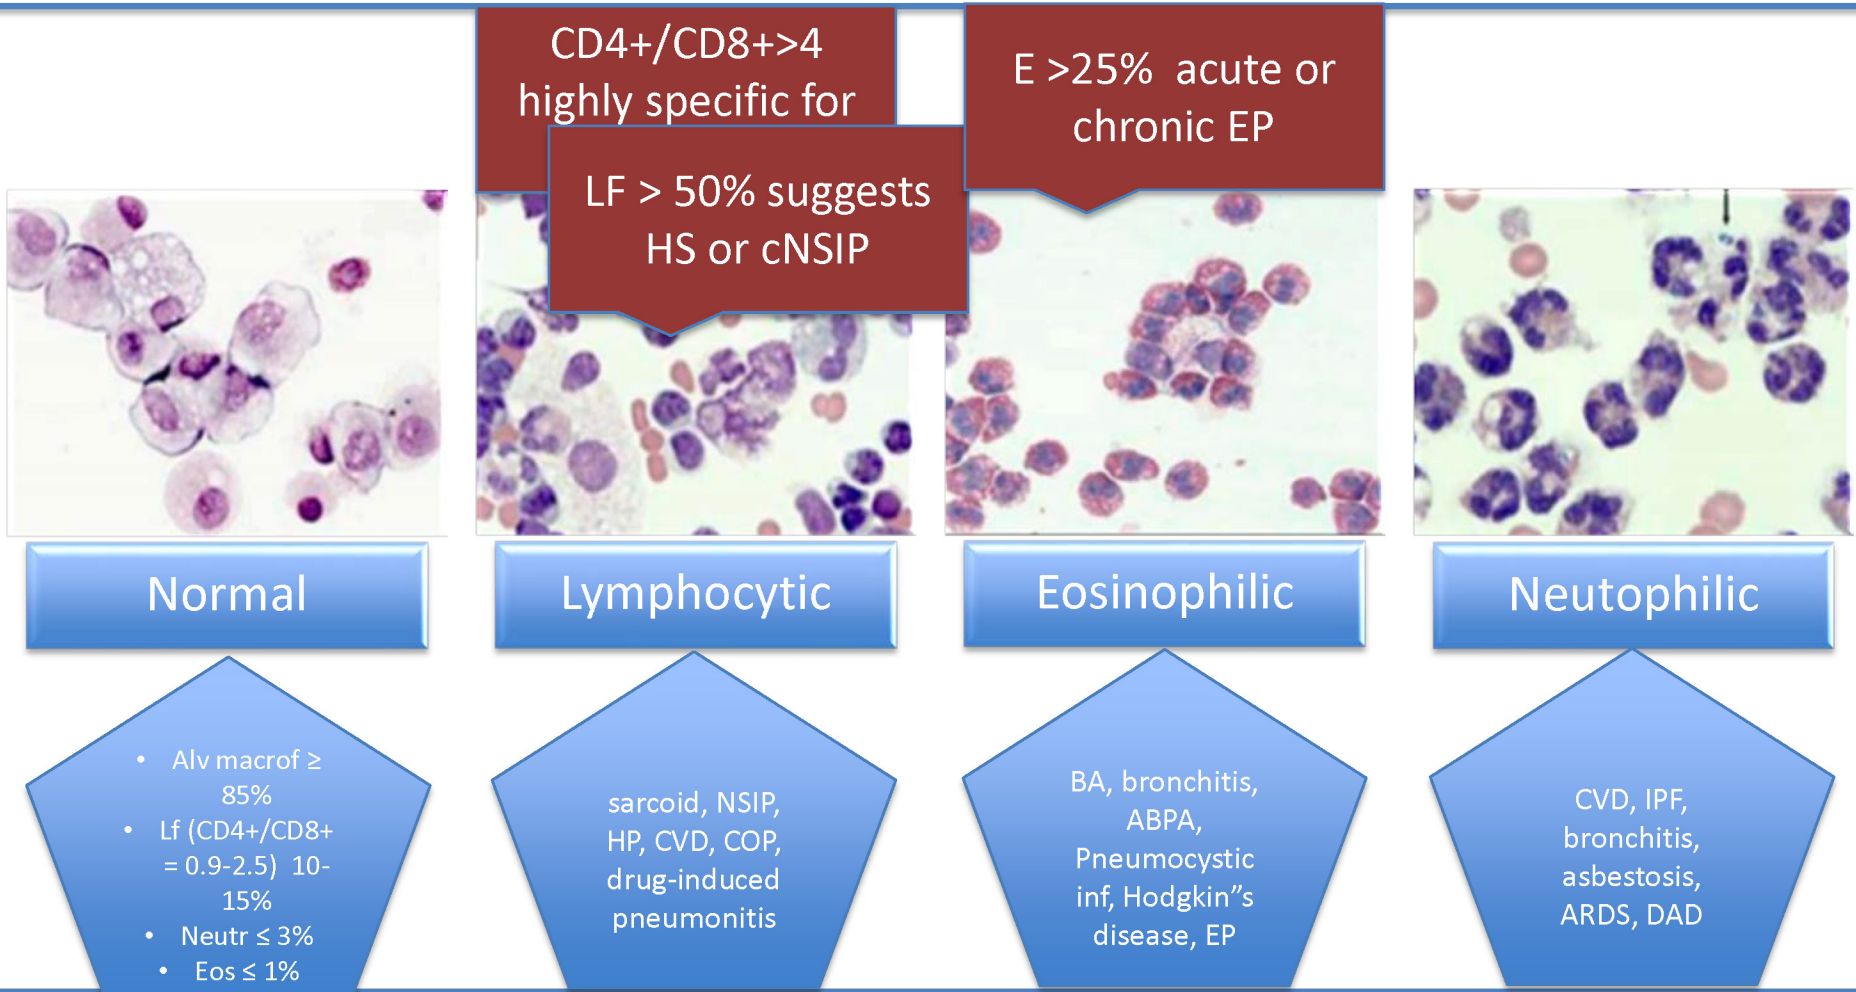 CD4+/CD8+>4
highly specific for
LF > 50% suggests
HS or cNSIP
E >25% acute or
chronic EP
Normal
Lymphocytic
Eosinophilic
Neutophilic
• Alv macrof ≥
85%
• Lf (CD4+/CD8+
= 0.9-2.5) 10-
15%
• Neutr ≤ 3%
• Eos ≤ 1%
sarcoid, NSIP,
HP, CVD, COP,
drug-induced
pneumonitis
BA, bronchitis,
ABPA,
Pneumocystic
inf, Hodgkin”s
disease, EP
CVD, IPF,
bronchitis,
asbestosis,
ARDS, DAD